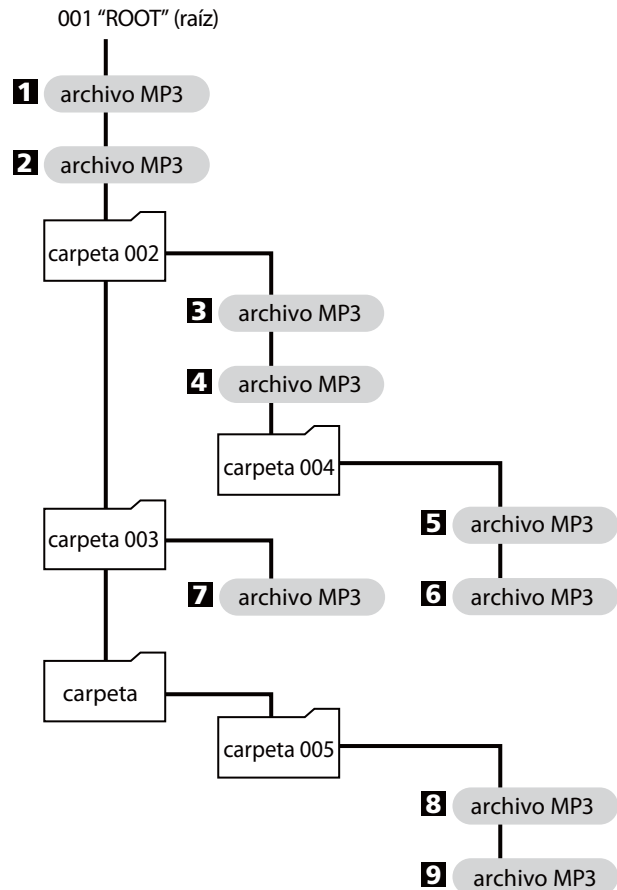 001 “ROOT” (raíz)
1 archivo MP3
2 archivo MP3
carpeta 002
3 archivo MP3
4 archivo MP3
carpeta 004
5 archivo MP3
carpeta 003
7 archivo MP3
6 archivo MP3
carpeta
carpeta 005
8 archivo MP3
9 archivo MP3